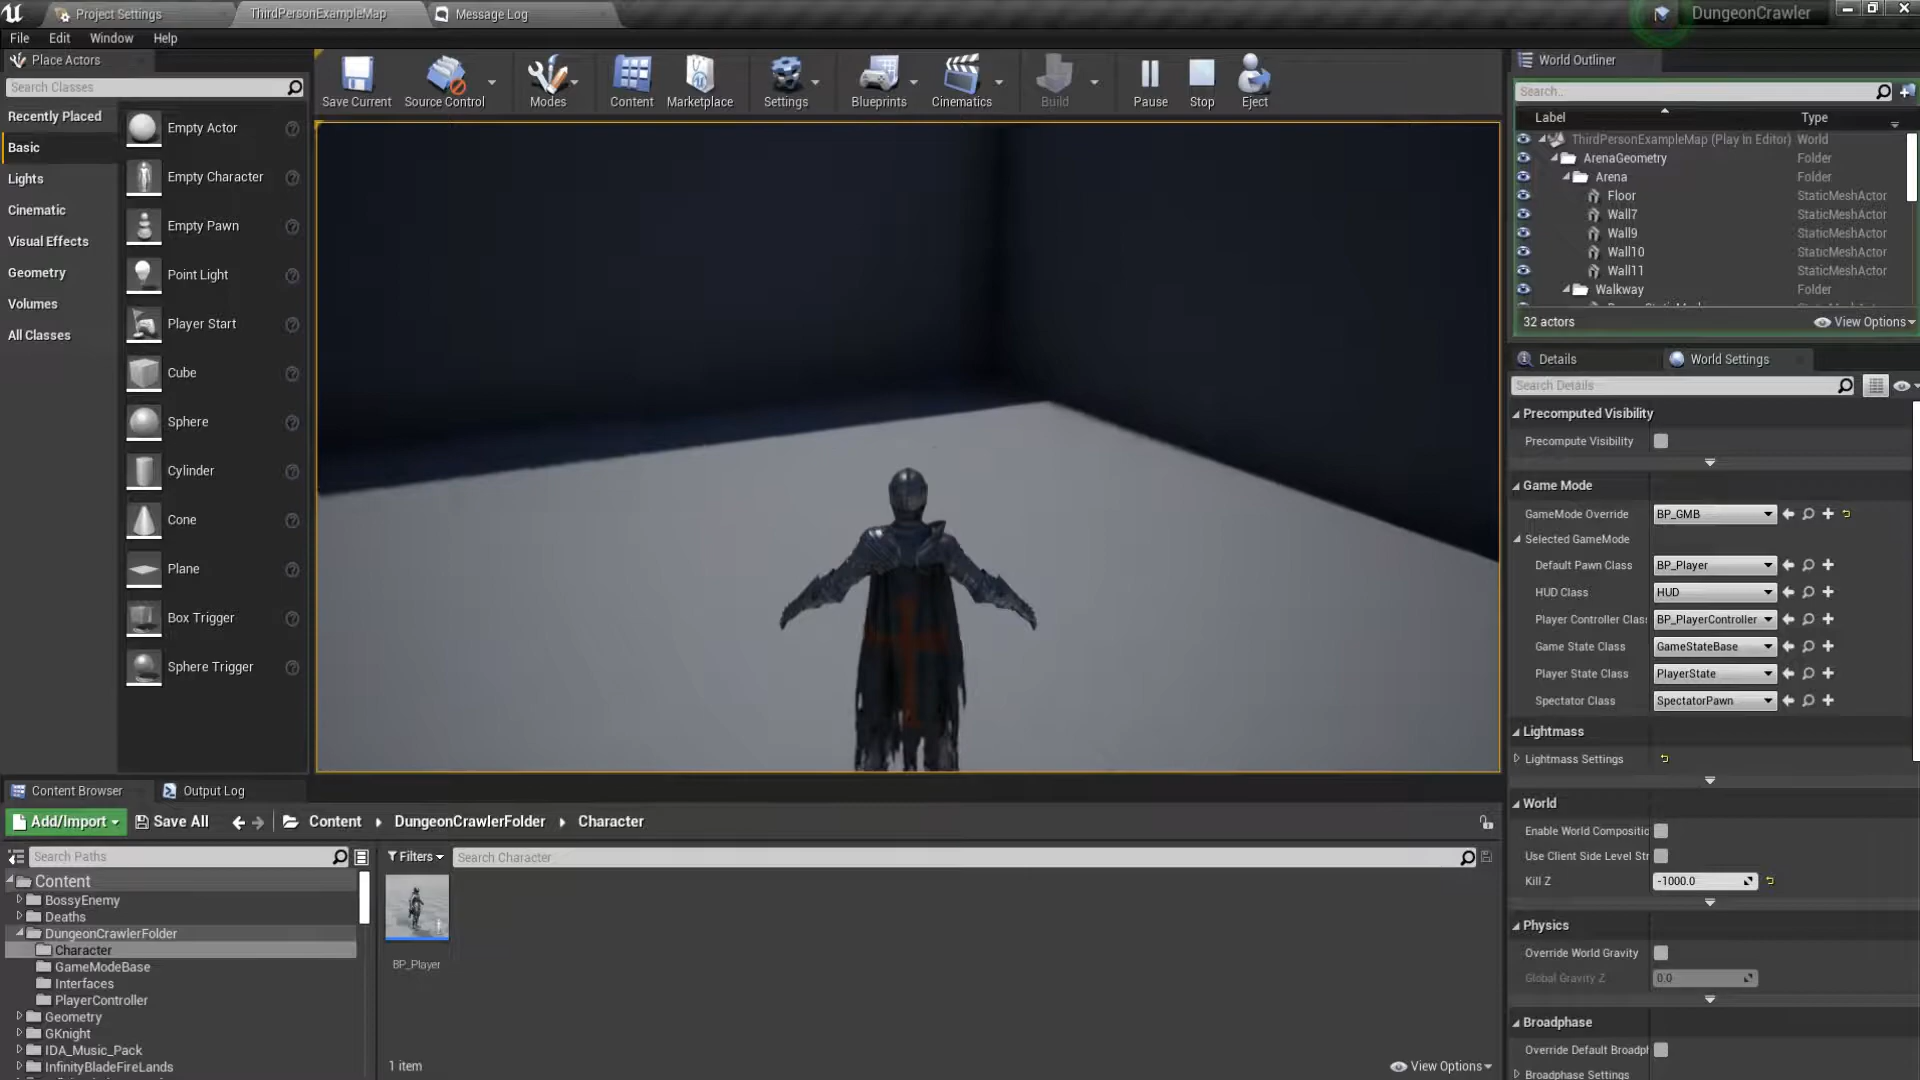 Project Settings
ThirdPersonExampleMap
Message Log
DungeonCrawler
File Edit Window Help
Place Actors
Search Classes
Recently Placed
Basic
Lights
Cinematic
Visual Effects
Geometry
Volumes
All Classes
Empty Actor
Empty Character
Empty Pawn
Point Light
Player Start
Cube
Sphere
Cylinder
Cone
Plane
Box Trigger
Sphere Trigger
Save Current
Source Control
Modes
Content
Marketplace
Settings
Blueprints
Cinematics
Build
Pause
Stop
Eject
World Outliner
Search..
Label Type
ThirdPersonExampleMap (Play In Editor) World
ArenaGeometry Folder
Arena Folder
Floor StaticMeshActor
Wall7 StaticMeshActor
Wall9 StaticMeshActor
Wall10 StaticMeshActor
Wall11 StaticMeshActor
Walkway Folder
32 actors
View Options
Details
World Settings
Search Details
Precomputed Visibility
Precompute Visibility
Game Mode
GameMode Override BP_GMB
Selected GameMode
Default Pawn Class BP_Player
HUD Class HUD
Player Controller Clas BP_PlayerController
Game State Class GameStateBase
Player State Class PlayerState
Spectator Class SpectatorPawn
Lightmass
Lightmass Settings
World
Enable World Compositio
Use Client Side Level Str
Kill Z -1000.0
Physics
Override World Gravity
Global Gravity Z 0.0
Broadphase
Override Default Broadph
Broadphase Settings
Content Browser
Output Log
Add/Import
Save All
Content
DungeonCrawlerFolder
Character
Search Paths
Filters
Search Character
Content
BossyEnemy
Deaths
DungeonCrawlerFolder
Character
GameModeBase
Interfaces
PlayerController
Geometry
GKnight
IDA_Music_Pack
InfinityBladeFireLands
BP_Player
1 item
View Options